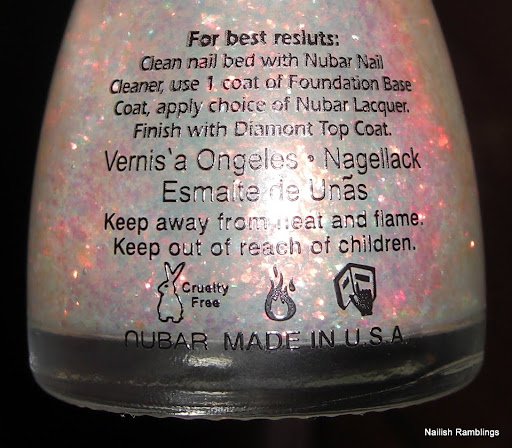 For best resluts:
Clean nail bed with Nubar Nail
Cleaner, use 1 coat of Foundation Base
Coat, apply choice of Nubar Lacquer.
Finish with Diamont Top Coat.
Vernis`a Ongeles • Nagellack
Esmaite de Unãs
Keep away from heat and flame.
Keep out of reach of children.
Cruelty
Free
NUBAR MADE IN U.S.A.
Nailish Ramblings